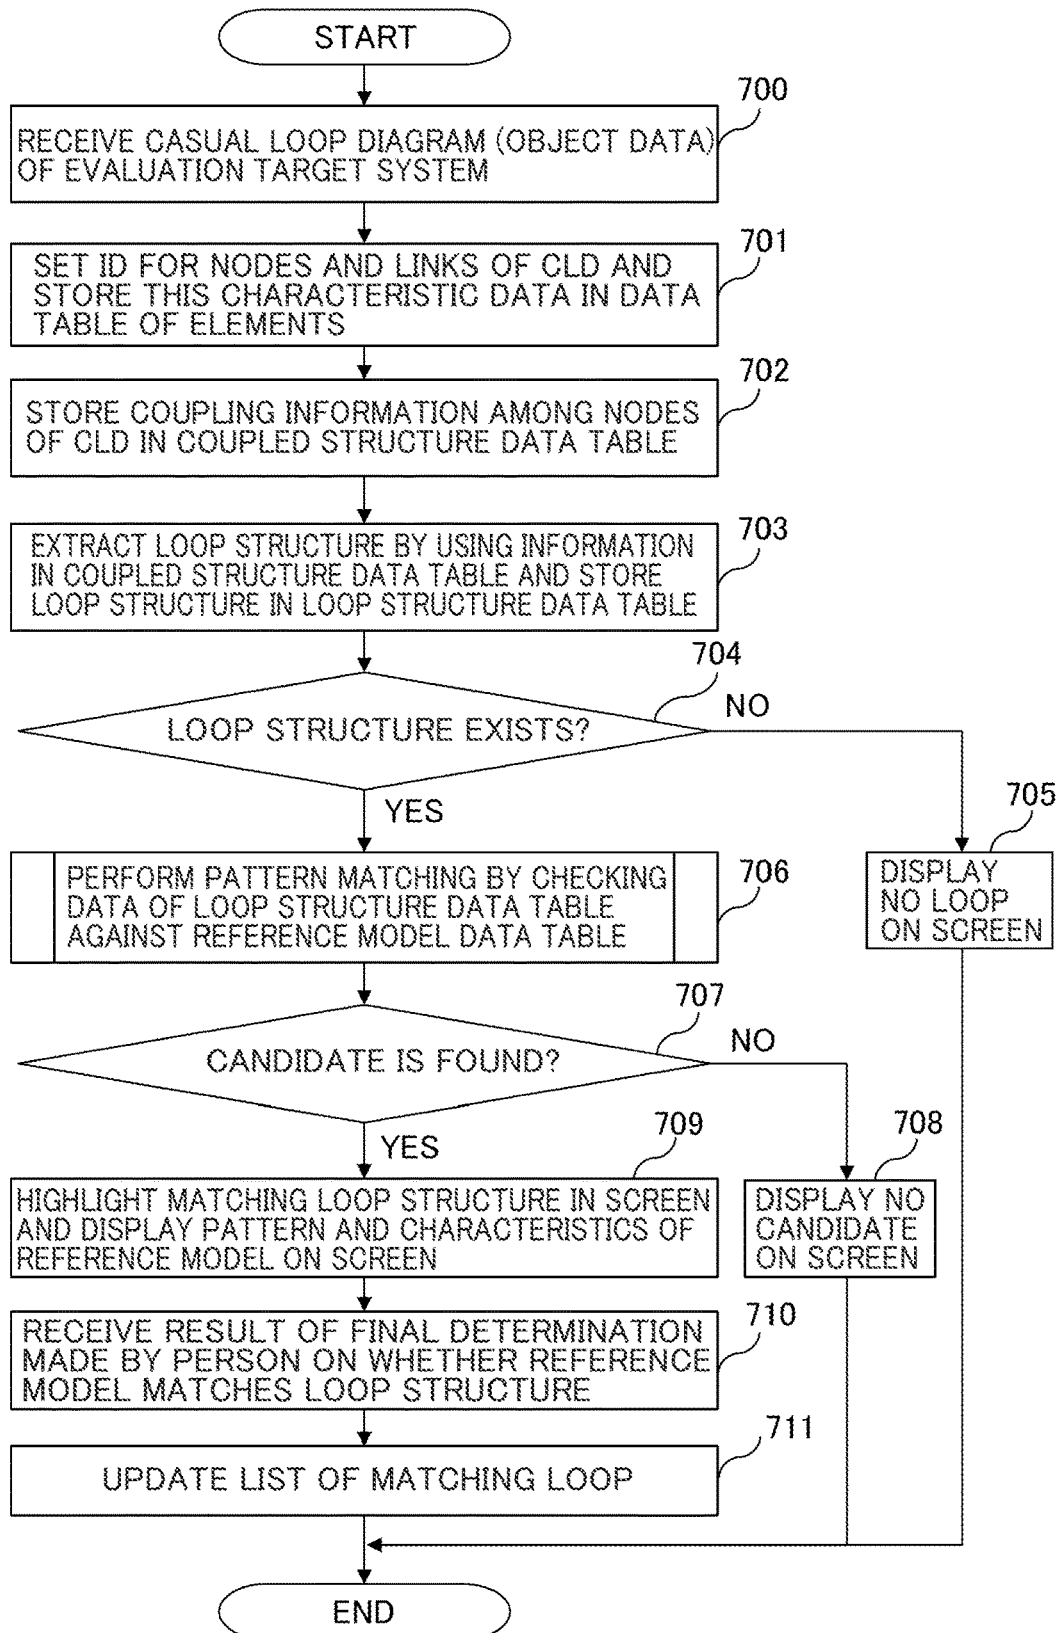 START
700
RECEIVE CASUAL LOOP DIAGRAM (OBJECT DATA)
OF EVALUATION TARGET SYSTEM
701
SET ID FOR NODES AND LINKS OF CLD AND
STORE THIS CHARACTERISTIC DATA IN DATA
TABLE OF ELEMENTS
702
STORE COUPLING INFORMATION AMONG NODES
OF CLD IN COUPLED STRUCTURE DATA TABLE
703
EXTRACT LOOP STRUCTURE BY USING INFORMATION
IN COUPLED STRUCTURE DATA TABLE AND STORE
LOOP STRUCTURE IN LOOP STRUCTURE DATA TABLE
704
LOOP STRUCTURE EXISTS?
NO
YES
705
DISPLAY
NO LOOP
ON SCREEN
706
PERFORM PATTERN MATCHING BY CHECKING
DATA OF LOOP STRUCTURE DATA TABLE
AGAINST REFERENCE MODEL DATA TABLE
707
CANDIDATE IS FOUND?
NO
YES
708
DISPLAY NO
CANDIDATE
ON SCREEN
709
HIGHLIGHT MATCHING LOOP STRUCTURE IN SCREEN
AND DISPLAY PATTERN AND CHARACTERISTICS OF
REFERENCE MODEL ON SCREEN
710
RECEIVE RESULT OF FINAL DETERMINATION
MADE BY PERSON ON WHETHER REFERENCE
MODEL MATCHES LOOP STRUCTURE
711
UPDATE LIST OF MATCHING LOOP
END